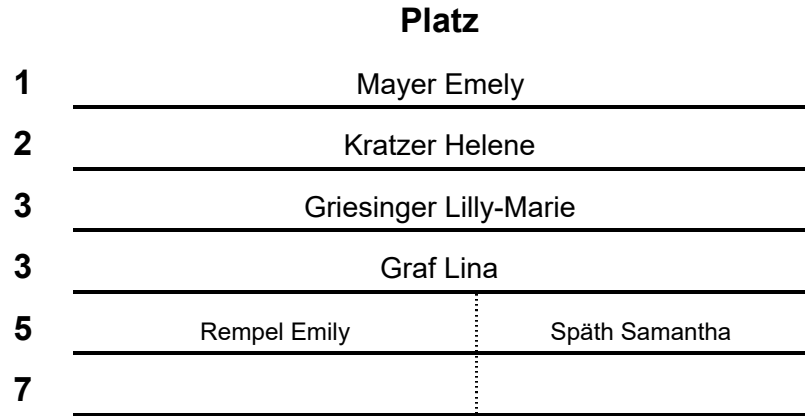 Platz
1 Mayer Emely
2 Kratzer Helene
3 Griesinger Lilly-Marie
3 Graf Lina
5 Rempel Emily Späth Samantha
7